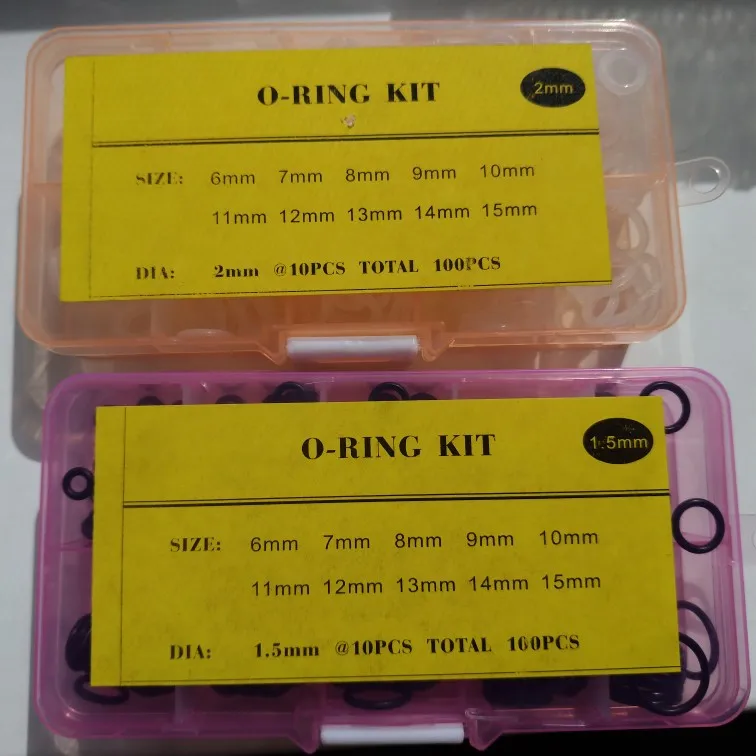 O-RING KIT 2mm
SIZE: 6mm 7mm 8mm 9mm 10mm
11mm 12mm 13mm 14mm 15mm
DIA: 2mm @10PCS TOTAL 100PCS
O-RING KIT 1.5mm
SIZE: 6mm 7mm 8mm 9mm 10mm
11mm 12mm 13mm 14mm 15mm
DIA: 1.5mm @10PCS TOTAL 100PCS